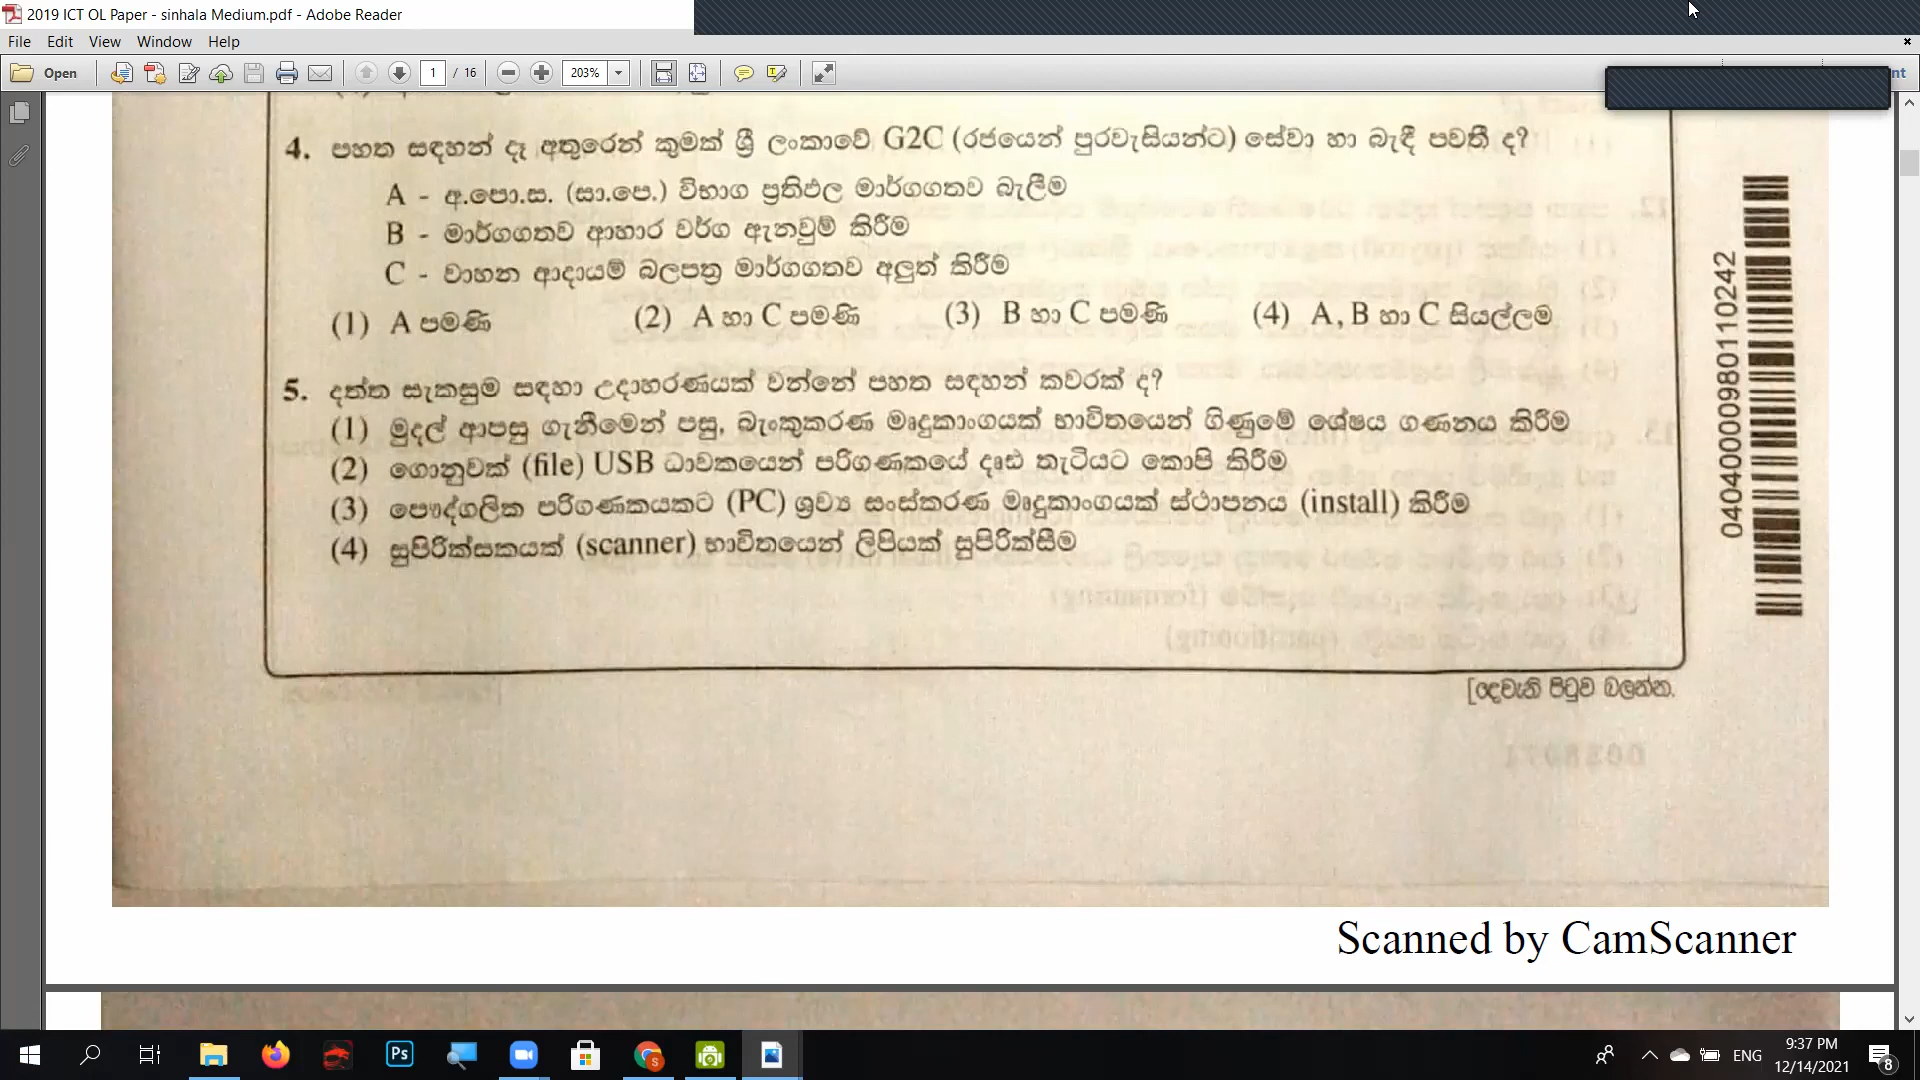 2019 ICT OL Paper - sinhala Medium.pdf - Adobe Reader
File Edit View Window Help
Open 1 / 16 203%
4. පහත සඳහන් දෑ අතුරෙන් කුමක් ශ්‍රී ලංකාවේ G2C (රජයෙන් පුරවැසියන්ට) සේවා හා බැඳී පවතී ද?
A - අ.පො.ස. (සා.පෙ.) විභාග ප්‍රතිඵල මාර්ගගතව බැලීම
B - මාර්ගගතව ආහාර වර්ග ඇනවුම් කිරීම
C - වාහන ආදායම් බලපත්‍ර මාර්ගගතව අලුත් කිරීම
(1) A පමණි (2) A හා C පමණි (3) B හා C පමණි (4) A, B හා C සියල්ලම
5. දත්ත සැකසුම සඳහා උදාහරණයක් වන්නේ පහත සඳහන් කවරක් ද?
(1) මුදල් ආපසු ගැනීමෙන් පසු, බැංකුකරණ මෘදුකාංගයක් භාවිතයෙන් ගිණුමේ ශේෂය ගණනය කිරීම
(2) ගොනුවක් (file) USB ධාවකයෙන් පරිගණකයේ දෘඪ තැටියට කොපි කිරීම
(3) පෞද්ගලික පරිගණකයකට (PC) ශ්‍රව්‍ය සංස්කරණ මෘදුකාංගයක් ස්ථාපනය (install) කිරීම
(4) සුපිරික්සකයක් (scanner) භාවිතයෙන් ලිපියක් සුපිරික්සීම
04040000980110242
[දෙවැනි පිටුව බලන්න.
Scanned by CamScanner
ENG
9:37 PM
12/14/2021
8